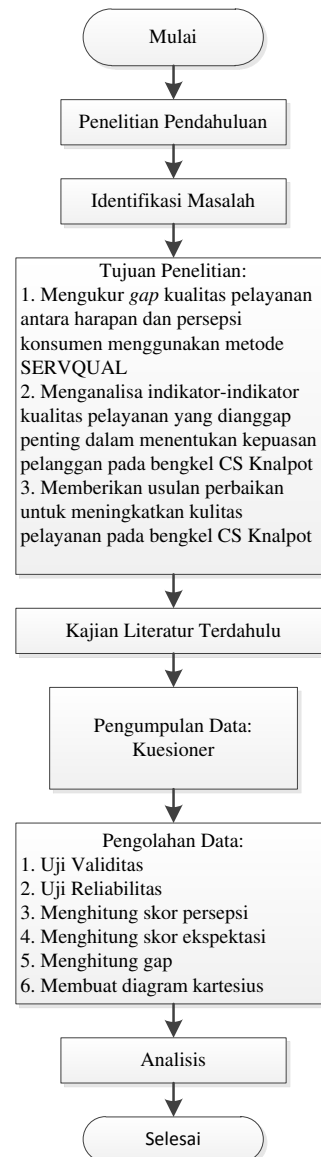 Mulai
Penelitian Pendahuluan
Identifikasi Masalah
Tujuan Penelitian:
1. Mengukur gap kualitas pelayanan
antara harapan dan persepsi
konsumen menggunakan metode
SERVQUAL
2. Menganalisa indikator-indikator
kualitas pelayanan yang dianggap
penting dalam menentukan kepuasan
pelanggan pada bengkel CS Knalpot
3. Memberikan usulan perbaikan
untuk meningkatkan kulitas
pelayanan pada bengkel CS Knalpot
Kajian Literatur Terdahulu
Pengumpulan Data:
Kuesioner
Pengolahan Data:
1. Uji Validitas
2. Uji Reliabilitas
3. Menghitung skor persepsi
4. Menghitung skor ekspektasi
5. Menghitung gap
6. Membuat diagram kartesius
Analisis
Selesai